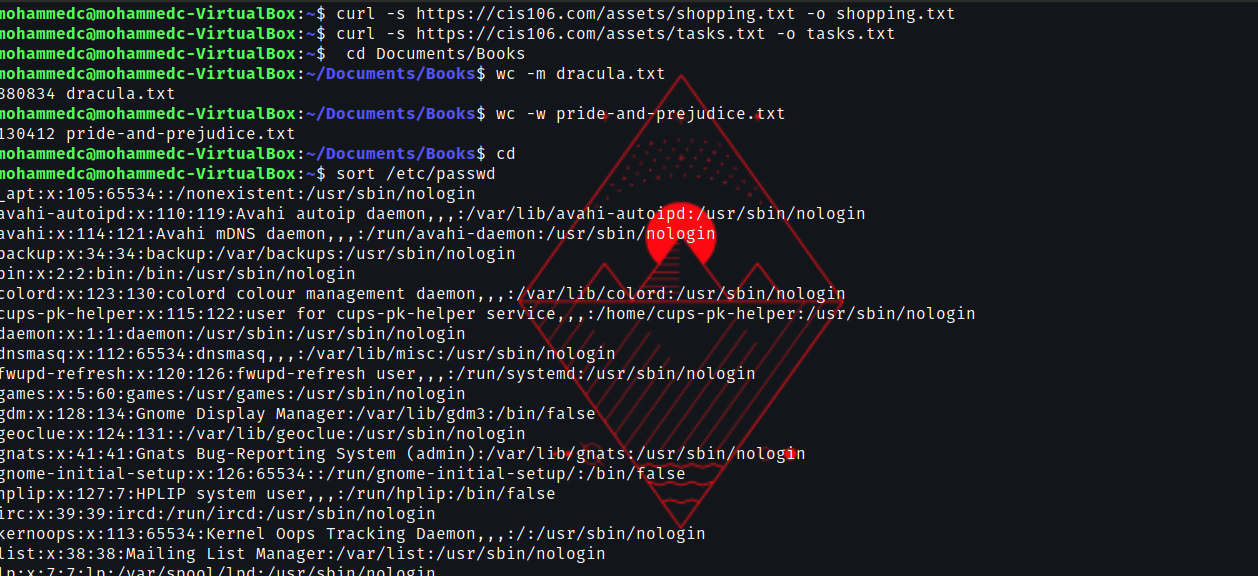 mohammedc@mohammedc-VirtualBox:~$ curl -s https://cis106.com/assets/shopping.txt -o shopping.txt
mohammedc@mohammedc-VirtualBox:~$ curl -s https://cis106.com/assets/tasks.txt -o tasks.txt
mohammedc@mohammedc-VirtualBox:~$  cd Documents/Books
mohammedc@mohammedc-VirtualBox:~/Documents/Books$ wc -m dracula.txt
880834 dracula.txt
mohammedc@mohammedc-VirtualBox:~/Documents/Books$ wc -w pride-and-prejudice.txt
130412 pride-and-prejudice.txt
mohammedc@mohammedc-VirtualBox:~/Documents/Books$ cd
mohammedc@mohammedc-VirtualBox:~$ sort /etc/passwd
_apt:x:105:65534::/nonexistent:/usr/sbin/nologin
avahi-autoipd:x:110:119:Avahi autoip daemon,,,:/var/lib/avahi-autoipd:/usr/sbin/nologin
avahi:x:114:121:Avahi mDNS daemon,,,:/run/avahi-daemon:/usr/sbin/nologin
backup:x:34:34:backup:/var/backups:/usr/sbin/nologin
bin:x:2:2:bin:/bin:/usr/sbin/nologin
colord:x:123:130:colord colour management daemon,,,:/var/lib/colord:/usr/sbin/nologin
cups-pk-helper:x:115:122:user for cups-pk-helper service,,,:/home/cups-pk-helper:/usr/sbin/nologin
daemon:x:1:1:daemon:/usr/sbin:/usr/sbin/nologin
dnsmasq:x:112:65534:dnsmasq,,,:/var/lib/misc:/usr/sbin/nologin
fwupd-refresh:x:120:126:fwupd-refresh user,,,:/run/systemd:/usr/sbin/nologin
games:x:5:60:games:/usr/games:/usr/sbin/nologin
gdm:x:128:134:Gnome Display Manager:/var/lib/gdm3:/bin/false
geoclue:x:124:131::/var/lib/geoclue:/usr/sbin/nologin
gnats:x:41:41:Gnats Bug-Reporting System (admin):/var/lib/gnats:/usr/sbin/nologin
gnome-initial-setup:x:126:65534::/run/gnome-initial-setup/:/bin/false
hplip:x:127:7:HPLIP system user,,,:/run/hplip:/bin/false
irc:x:39:39:ircd:/run/ircd:/usr/sbin/nologin
kernoops:x:113:65534:Kernel Oops Tracking Daemon,,,:/:/usr/sbin/nologin
list:x:38:38:Mailing List Manager:/var/list:/usr/sbin/nologin
lp:x:7:7:lp:/var/spool/lpd:/usr/sbin/nologin